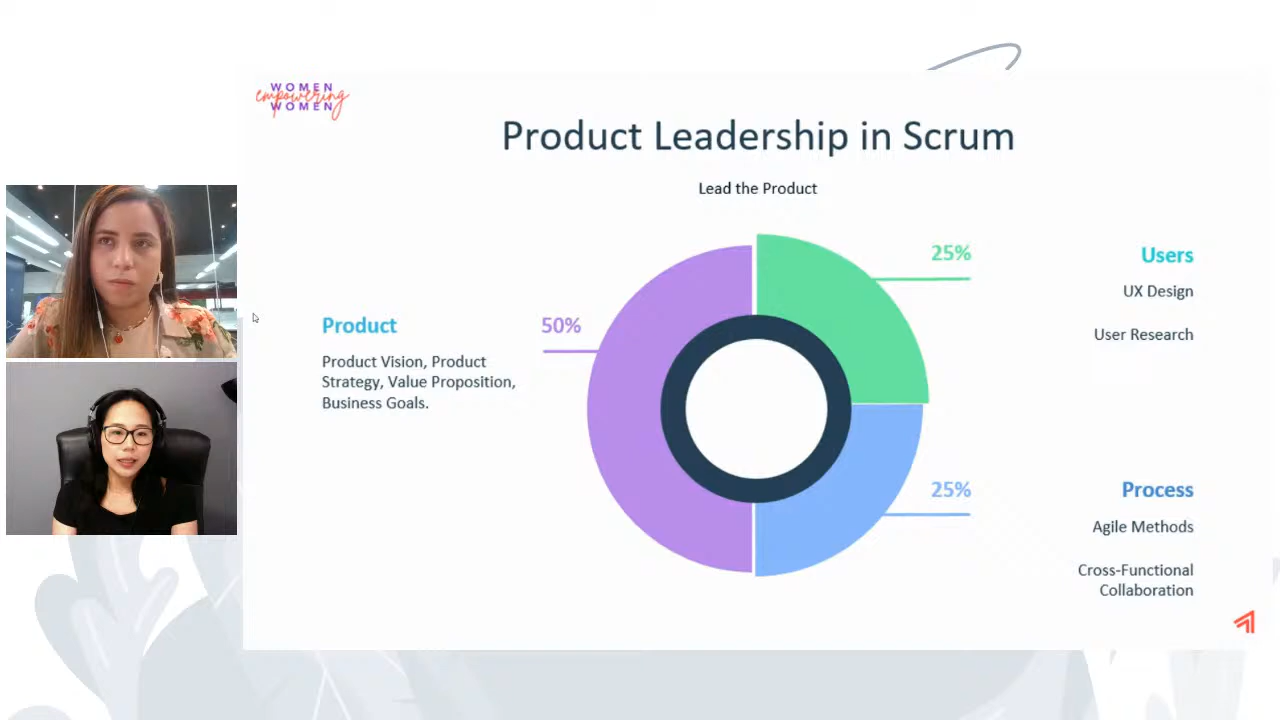 WOMEN
empowering
WOMEN
Product Leadership in Scrum
Lead the Product
Product
50%
Product Vision, Product
Strategy, Value Proposition,
Business Goals.
25%
Users
UX Design
User Research
25%
Process
Agile Methods
Cross-Functional
Collaboration